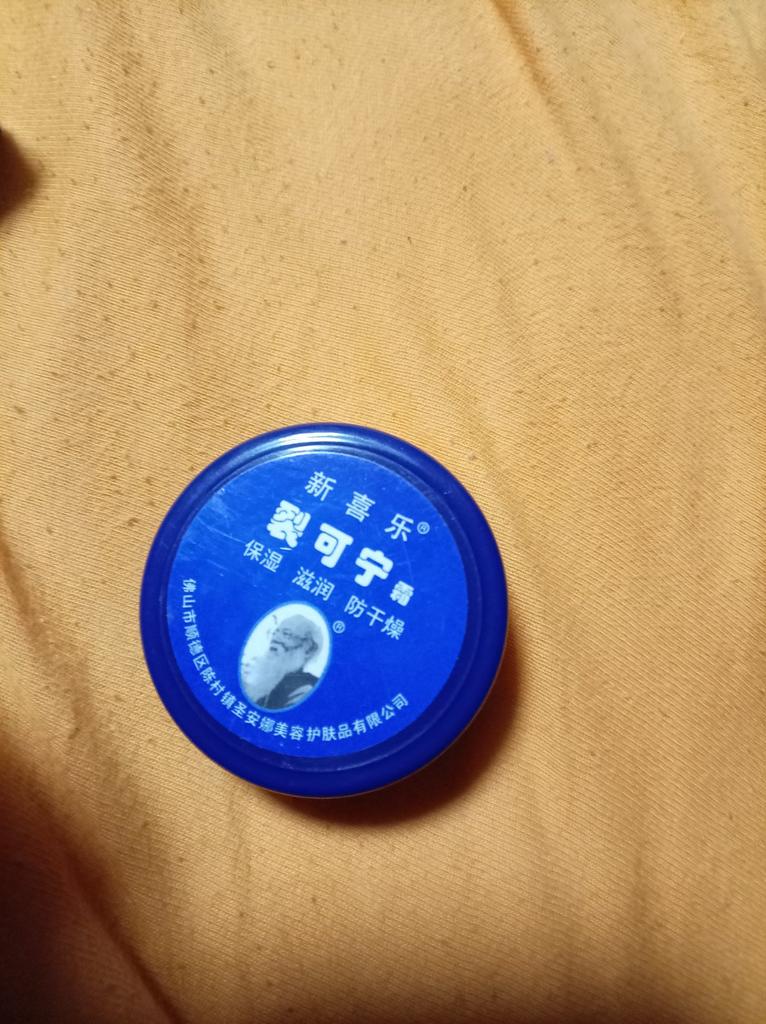 新喜乐®
裂可宁霜
保湿 滋润 防干燥
®
佛山市顺德区陈村镇圣安娜美容护肤品有限公司